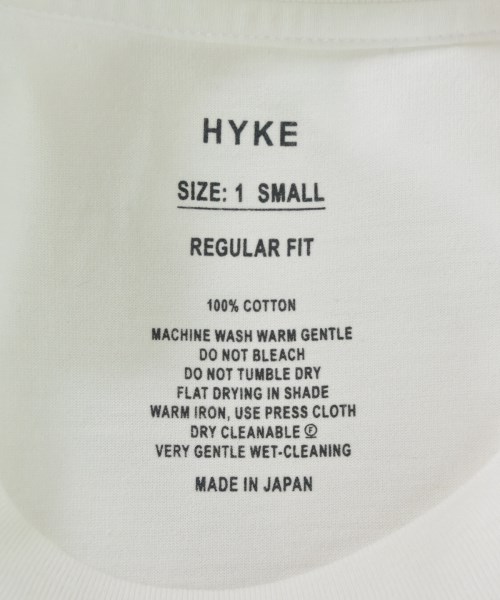 HYKE
SIZE: 1 SMALL
REGULAR FIT
100% COTTON
MACHINE WASH WARM GENTLE
DO NOT BLEACH
DO NOT TUMBLE DRY
FLAT DRYING IN SHADE
WARM IRON, USE PRESS CLOTH
DRY CLEANABLE Ⓕ
VERY GENTLE WET-CLEANING
MADE IN JAPAN